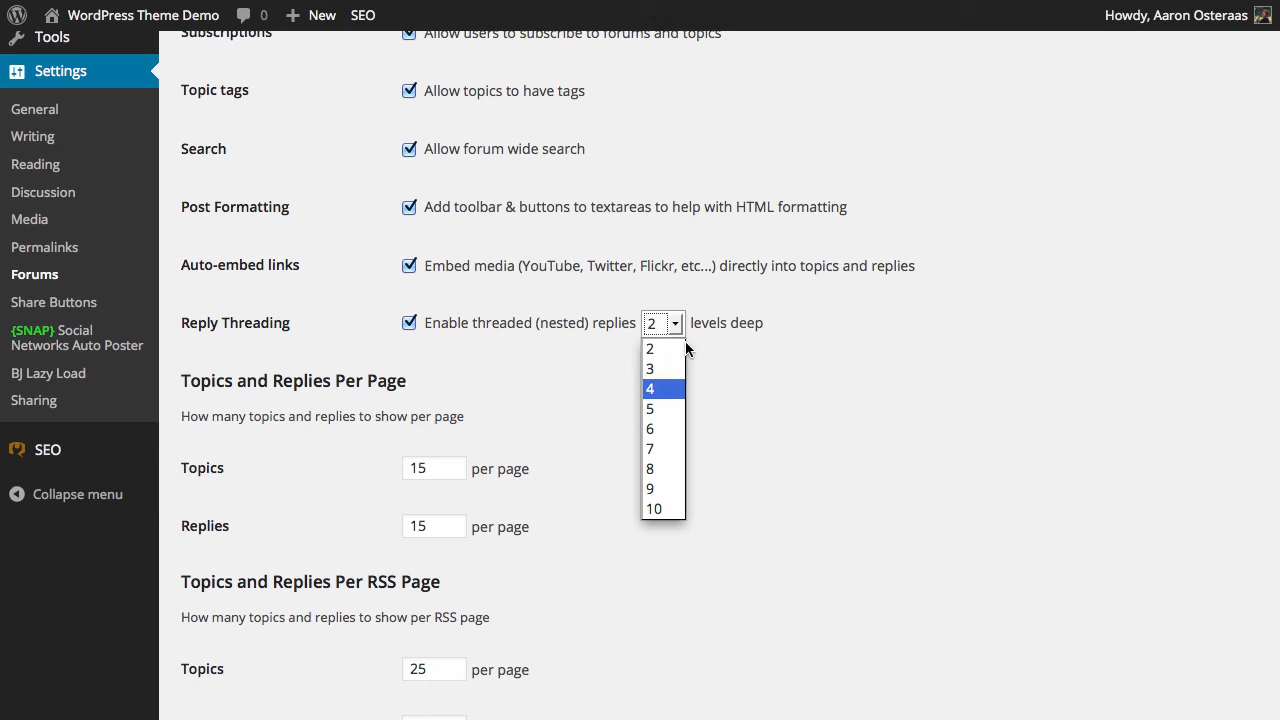 WordPress Theme Demo 0 New SEO Howdy, Aaron Osteraas
Tools
Settings
General
Writing
Reading
Discussion
Media
Permalinks
Forums
Share Buttons
{SNAP} Social
Networks Auto Poster
BJ Lazy Load
Sharing
SEO
Collapse menu
Subscriptions Allow users to subscribe to forums and topics
Topic tags Allow topics to have tags
Search Allow forum wide search
Post Formatting Add toolbar & buttons to textareas to help with HTML formatting
Auto-embed links Embed media (YouTube, Twitter, Flickr, etc...) directly into topics and replies
Reply Threading Enable threaded (nested) replies 2 levels deep
2
3
4
5
6
7
8
9
10
Topics and Replies Per Page
How many topics and replies to show per page
Topics 15 per page
Replies 15 per page
Topics and Replies Per RSS Page
How many topics and replies to show per RSS page
Topics 25 per page